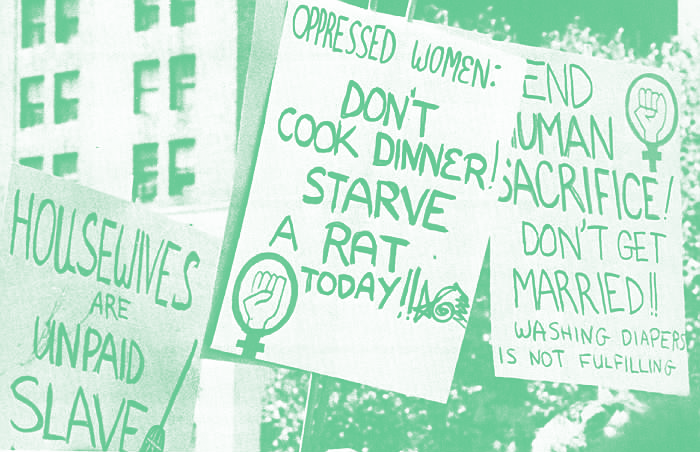 HOUSEWIVES
ARE
UNPAID
SLAVE
OPPRESSED WOMEN:
DON'T
COOK DINNER!
STARVE
A RAT
TODAY!!
END
UMAN
SACRIFICE!
DON'T GET
MARRIED!!
WASHING DIAPERS
IS NOT FULFILLING